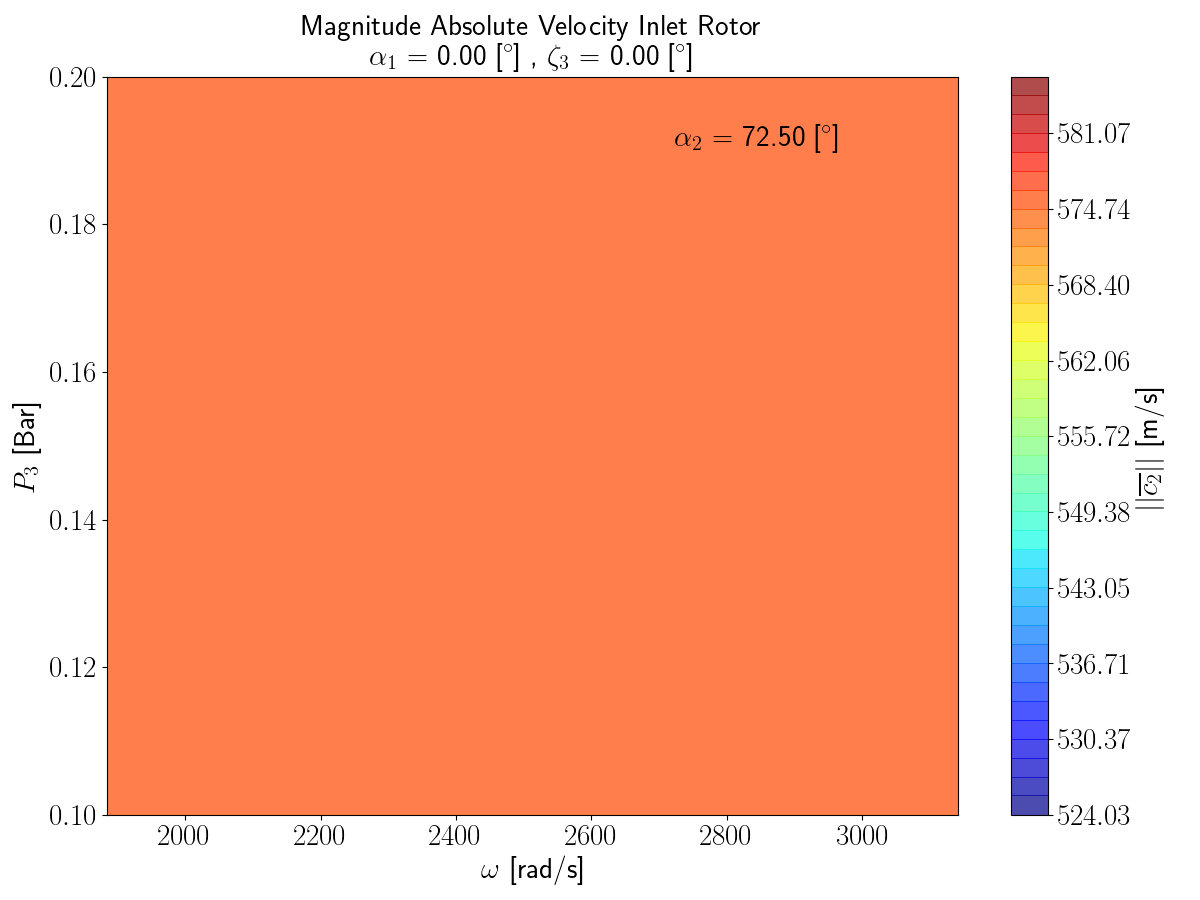 Magnitude Absolute Velocity Inlet Rotor
α₁ = 0.00 [°] , ζ₃ = 0.00 [°]
α₂ = 72.50 [°]
0.20
0.18
0.16
0.14
0.12
0.10
P₃ [Bar]
2000 2200 2400 2600 2800 3000
ω [rad/s]
581.07
574.74
568.40
562.06
555.72
549.38
543.05
536.71
530.37
524.03
||c̅₂|| [m/s]